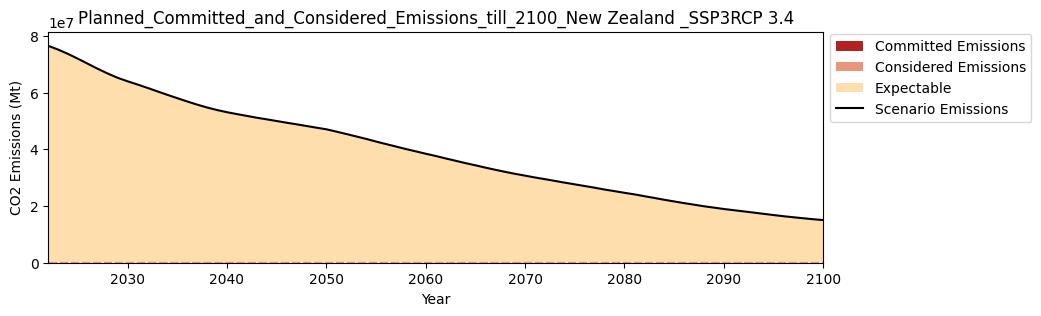 Planned_Committed_and_Considered_Emissions_till_2100_New Zealand _SSP3RCP 3.4
1e7
8
6
4
2
0
CO2 Emissions (Mt)
2030 2040 2050 2060 2070 2080 2090 2100
Year
Committed Emissions
Considered Emissions
Expectable
Scenario Emissions